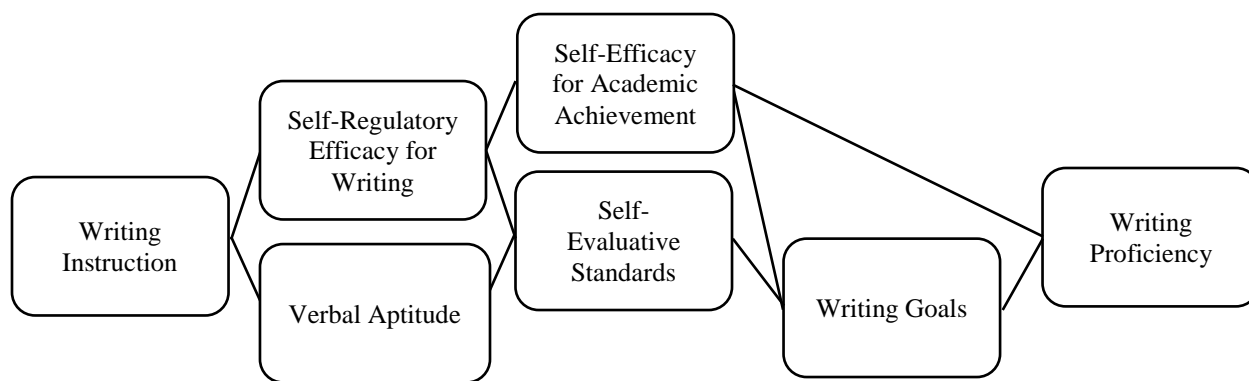 Writing
Instruction
Self-Regulatory
Efficacy for
Writing
Verbal Aptitude
Self-Efficacy
for Academic
Achievement
Self-
Evaluative
Standards
Writing Goals
Writing
Proficiency